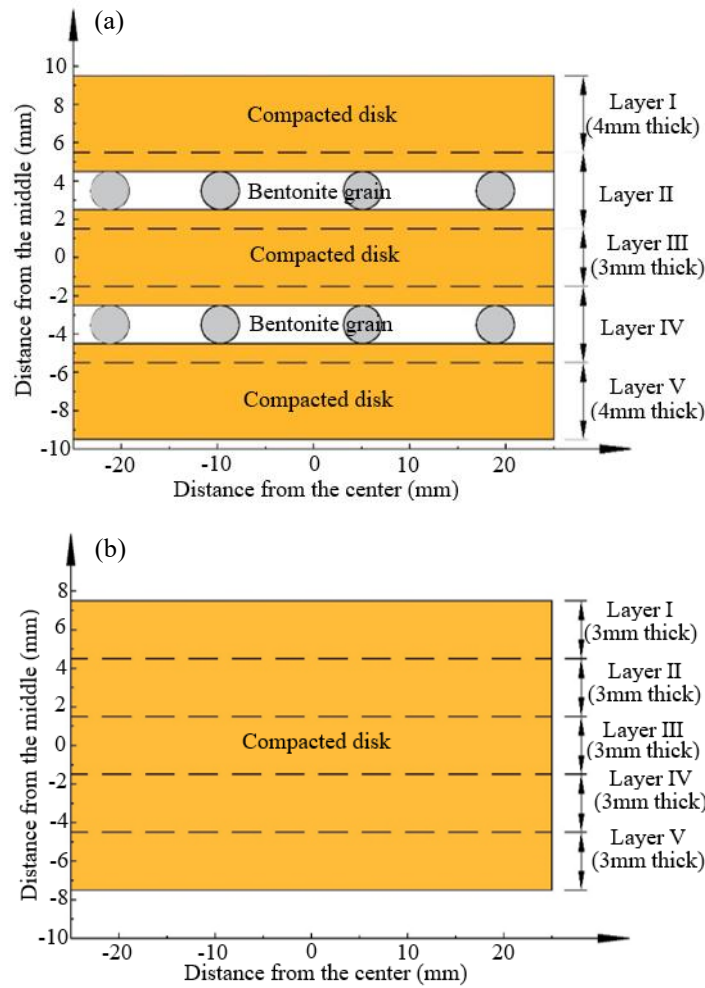 (a)
Distance from the middle (mm)
10
8
6
4
2
0
-2
-4
-6
-8
-10
Compacted disk
Bentonite grain
Compacted disk
Bentonite grain
Compacted disk
Layer I
(4mm thick)
Layer II
Layer III
(3mm thick)
Layer IV
Layer V
(4mm thick)
-20 -10 0 10 20
Distance from the center (mm)
(b)
Distance from the middle (mm)
8
6
4
2
0
-2
-4
-6
-8
-10
Compacted disk
Layer I
(3mm thick)
Layer II
(3mm thick)
Layer III
(3mm thick)
Layer IV
(3mm thick)
Layer V
(3mm thick)
-20 -10 0 10 20
Distance from the center (mm)